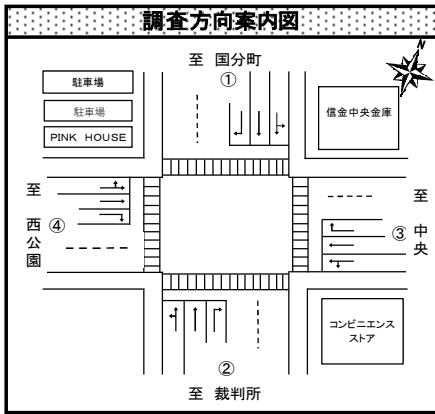 調査方向案内図
至 国分町
①
駐車場
駐車場
PINK HOUSE
信金中央金庫
至 西公園
④
至 中央
③
コンビニエンス
ストア
②
至 裁判所